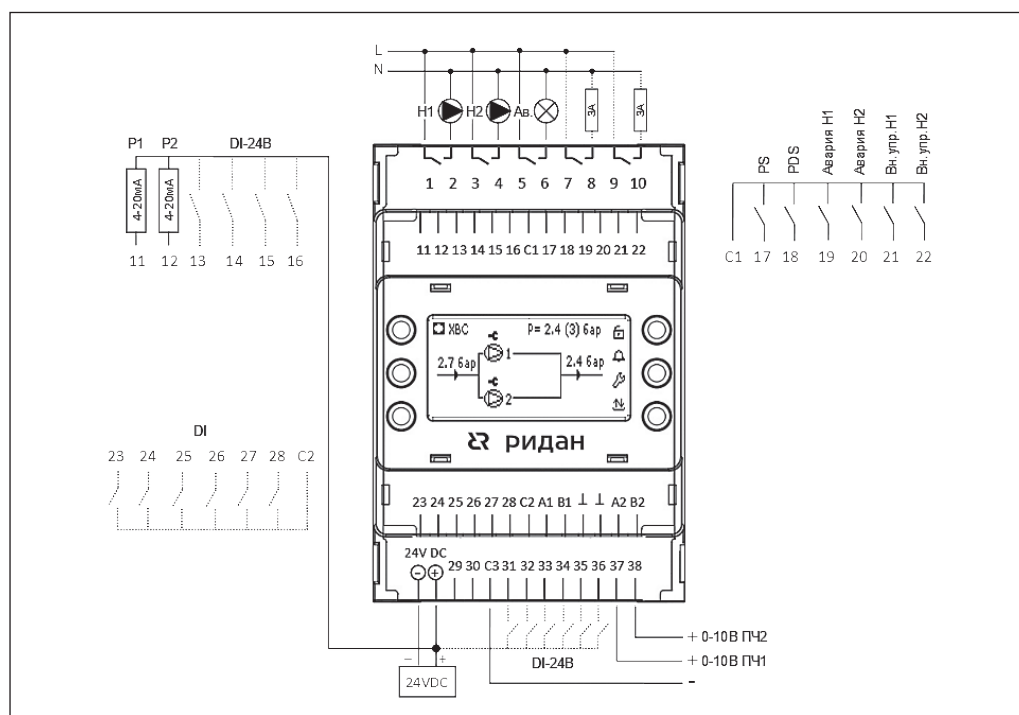 L
N
H1 H2 Ав. 3А 3А
P1 P2 DI-24В
4-20мА 4-20мА
11 12 13 14 15 16
1 2 3 4 5 6 7 8 9 10
11 12 13 14 15 16 C1 17 18 19 20 21 22
PS PDS Авария Н1 Авария Н2 Вн.упр.Н1 Вн.упр.Н2
C1 17 18 19 20 21 22
ХВС P= 2.4 (3) бар
2.7 бар 1 2.4 бар
2
ридан
DI
23 24 25 26 27 28 C2
23 24 25 26 27 28 C2 A1 B1 ⊥ ⊥ A2 B2
24V DC
− +
29 30 C3 31 32 33 34 35 36 37 38
− +
24VDC
DI-24В
+ 0-10В ПЧ2
+ 0-10В ПЧ1
-